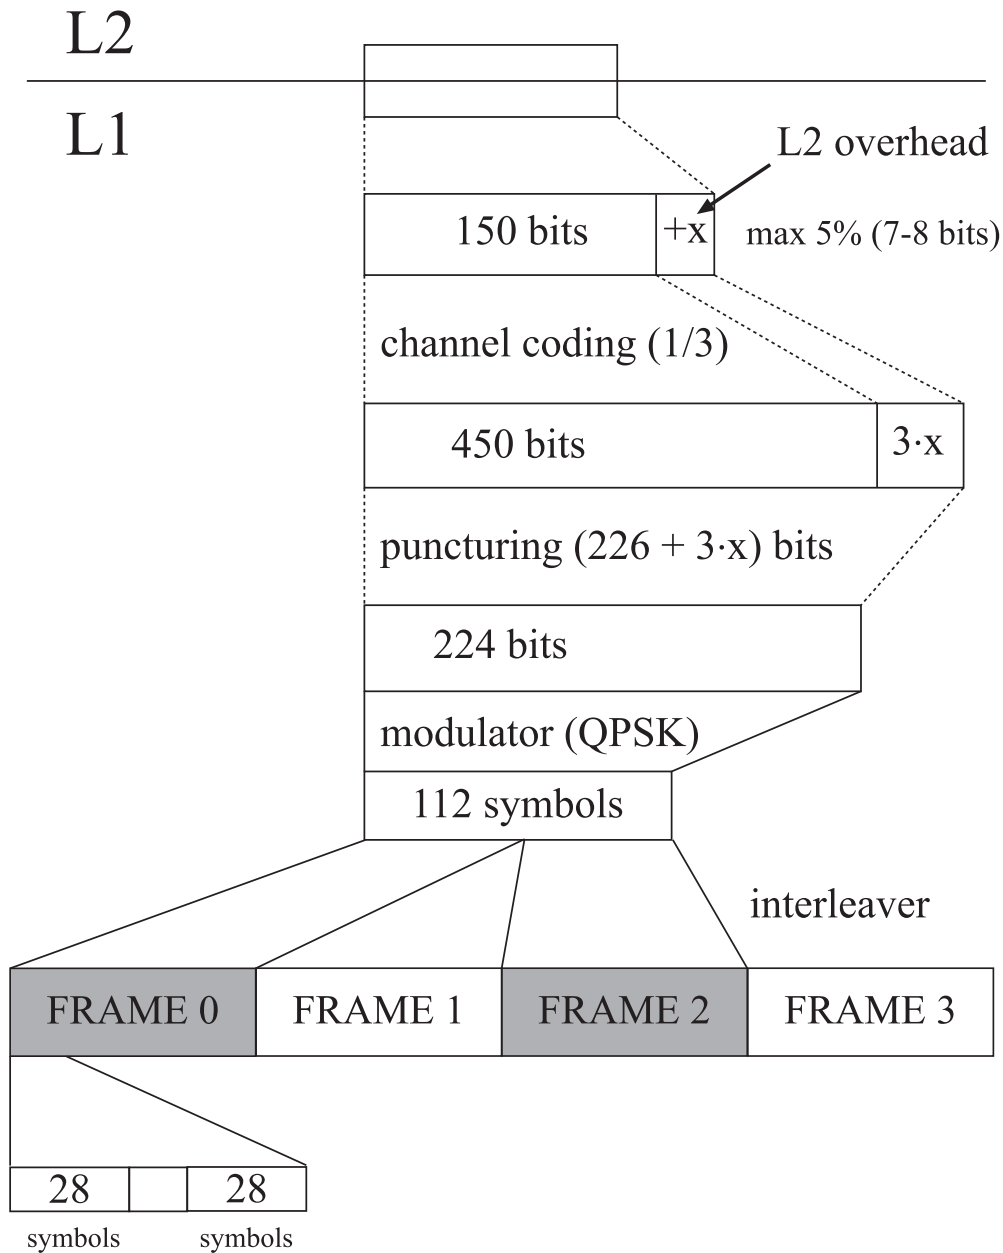 L2
L1
L2 overhead
150 bits
+x
max 5% (7-8 bits)
channel coding (1/3)
450 bits
3·x
puncturing (226 + 3·x) bits
224 bits
modulator (QPSK)
112 symbols
interleaver
FRAME 0
FRAME 1
FRAME 2
FRAME 3
28
28
symbols
symbols